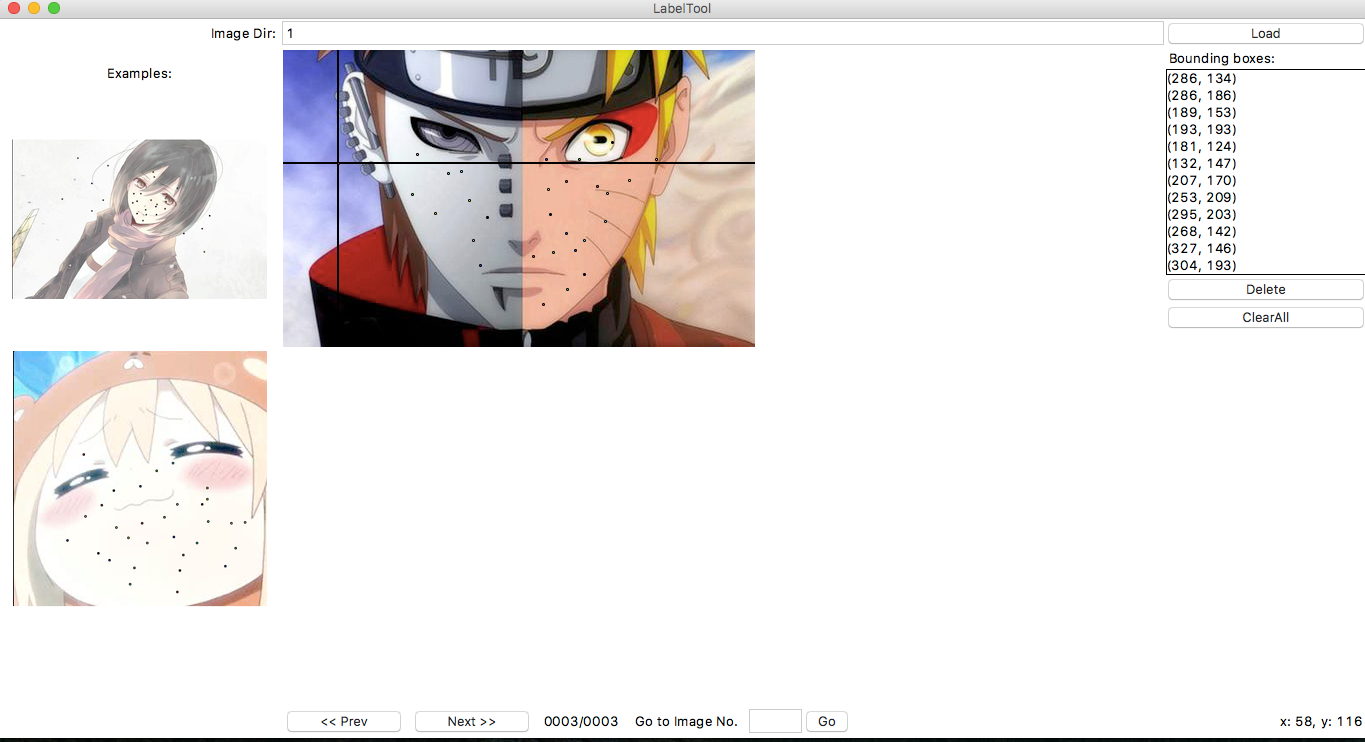 LabelTool
Image Dir: 1 Load
Examples:
Bounding boxes:
(286, 134)
(286, 186)
(189, 153)
(193, 193)
(181, 124)
(132, 147)
(207, 170)
(253, 209)
(295, 203)
(268, 142)
(327, 146)
(304, 193)
Delete
ClearAll
<< Prev Next >> 0003/0003 Go to Image No. Go x: 58, y: 116